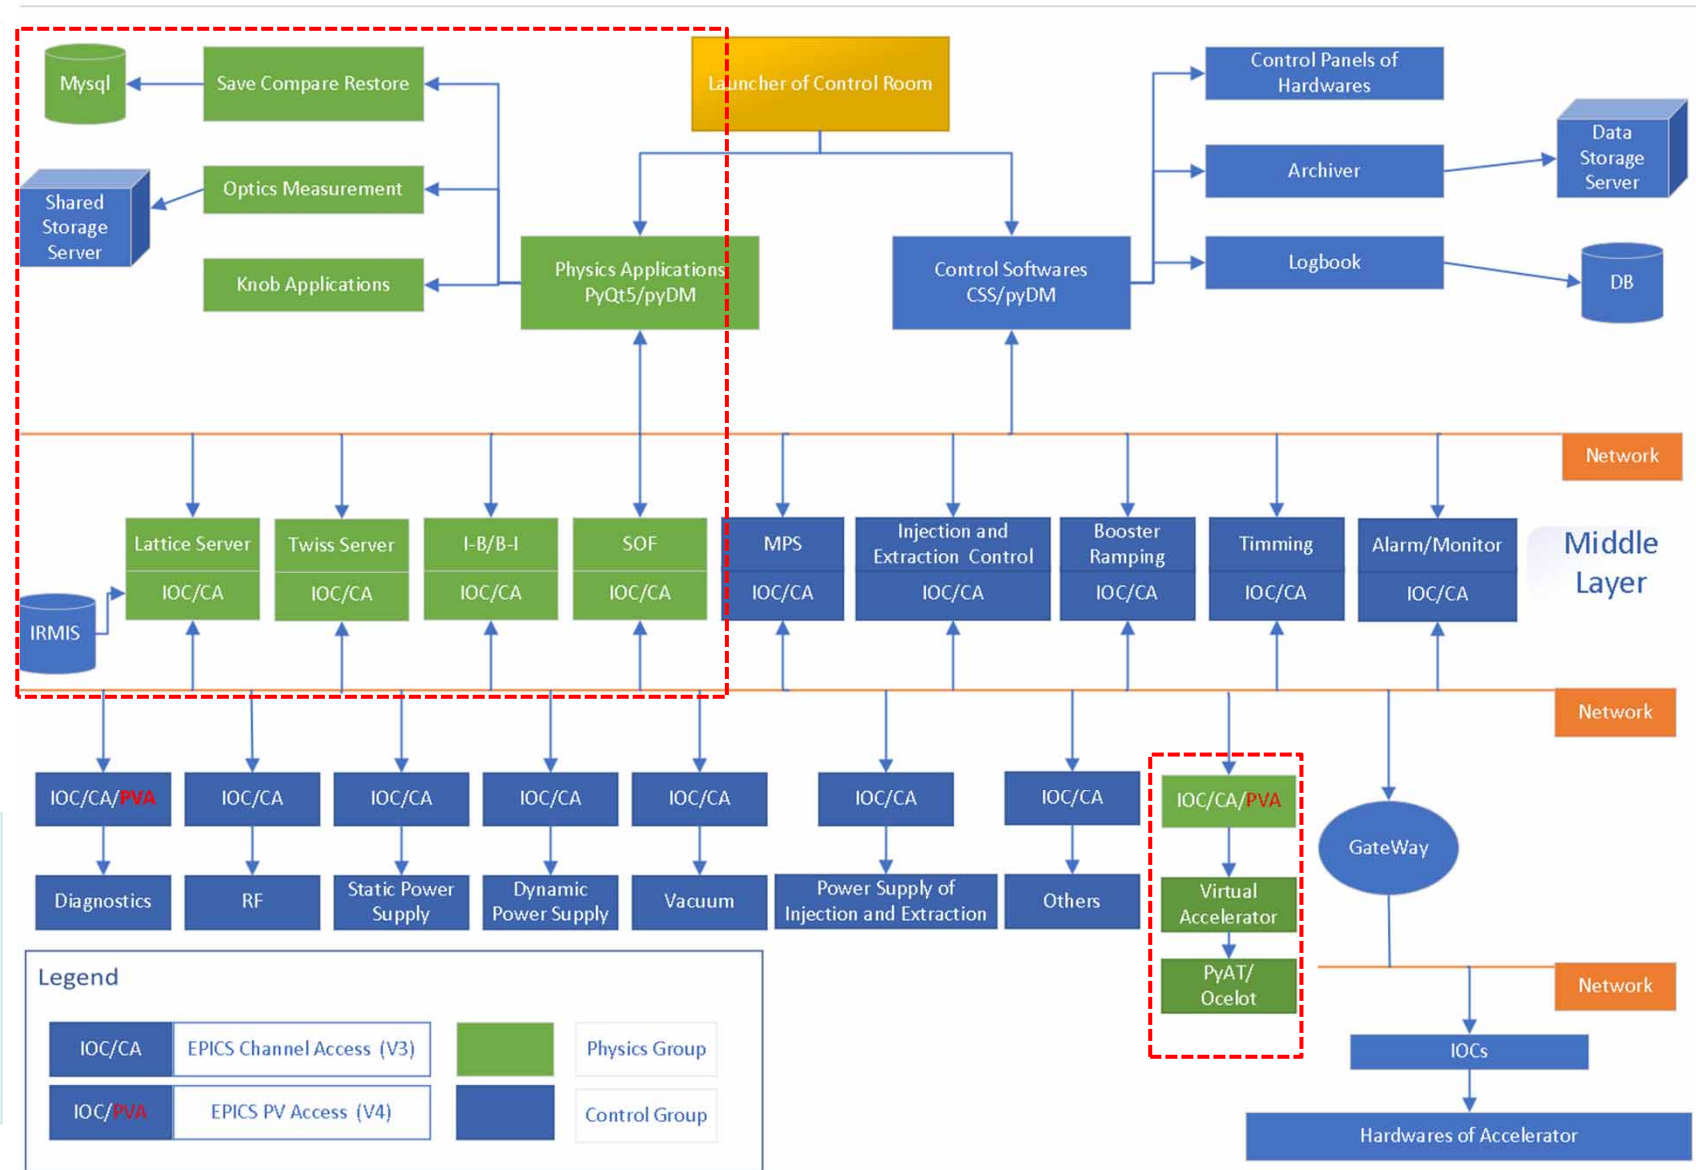 Mysql
Save Compare Restore
Launcher of Control Room
Control Panels of
Hardwares
Data
Storage
Server
Archiver
Optics Measurement
Shared
Storage
Server
Knob Applications
Physics Applications
PyQt5/pyDM
Control Softwares
CSS/pyDM
Logbook
DB
Network
Lattice Server
IOC/CA
Twiss Server
IOC/CA
I-B/B-I
IOC/CA
SOF
IOC/CA
MPS
IOC/CA
Injection and
Extraction Control
IOC/CA
Booster
Ramping
IOC/CA
Timming
IOC/CA
Alarm/Monitor
IOC/CA
Middle
Layer
IRMIS
Network
IOC/CA/PVA
IOC/CA
IOC/CA
IOC/CA
IOC/CA
IOC/CA
IOC/CA
IOC/CA/PVA
GateWay
Diagnostics
RF
Static Power
Supply
Dynamic
Power Supply
Vacuum
Power Supply of
Injection and Extraction
Others
Virtual
Accelerator
PyAT/
Ocelot
Network
IOCs
Hardwares of Accelerator
Legend
IOC/CA
EPICS Channel Access (V3)
Physics Group
IOC/PVA
EPICS PV Access (V4)
Control Group